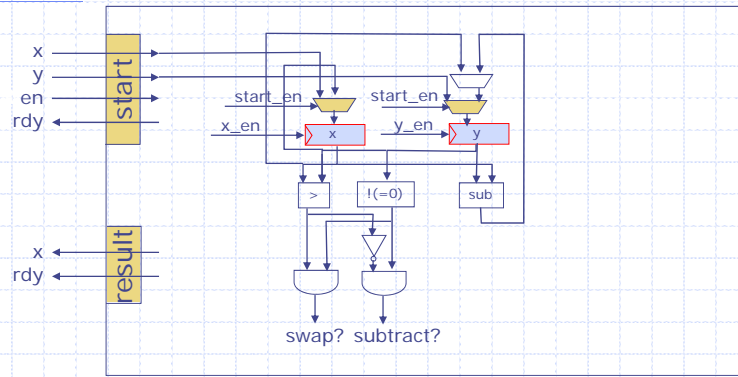 x
y
en
rdy
start
start_en
start_en
x_en
y_en
x
y
>
!(=0)
sub
x
rdy
result
swap? subtract?